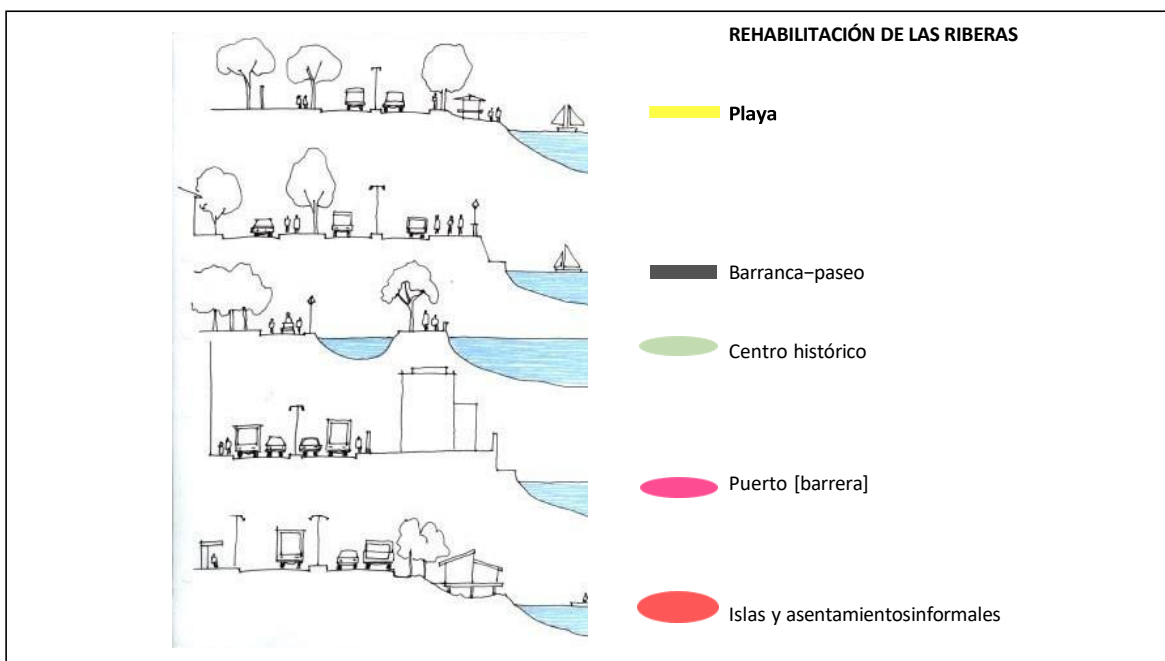 REHABILITACIÓN DE LAS RIBERAS
Playa
Barranca−paseo
Centro histórico
Puerto [barrera]
Islas y asentamientosinformales